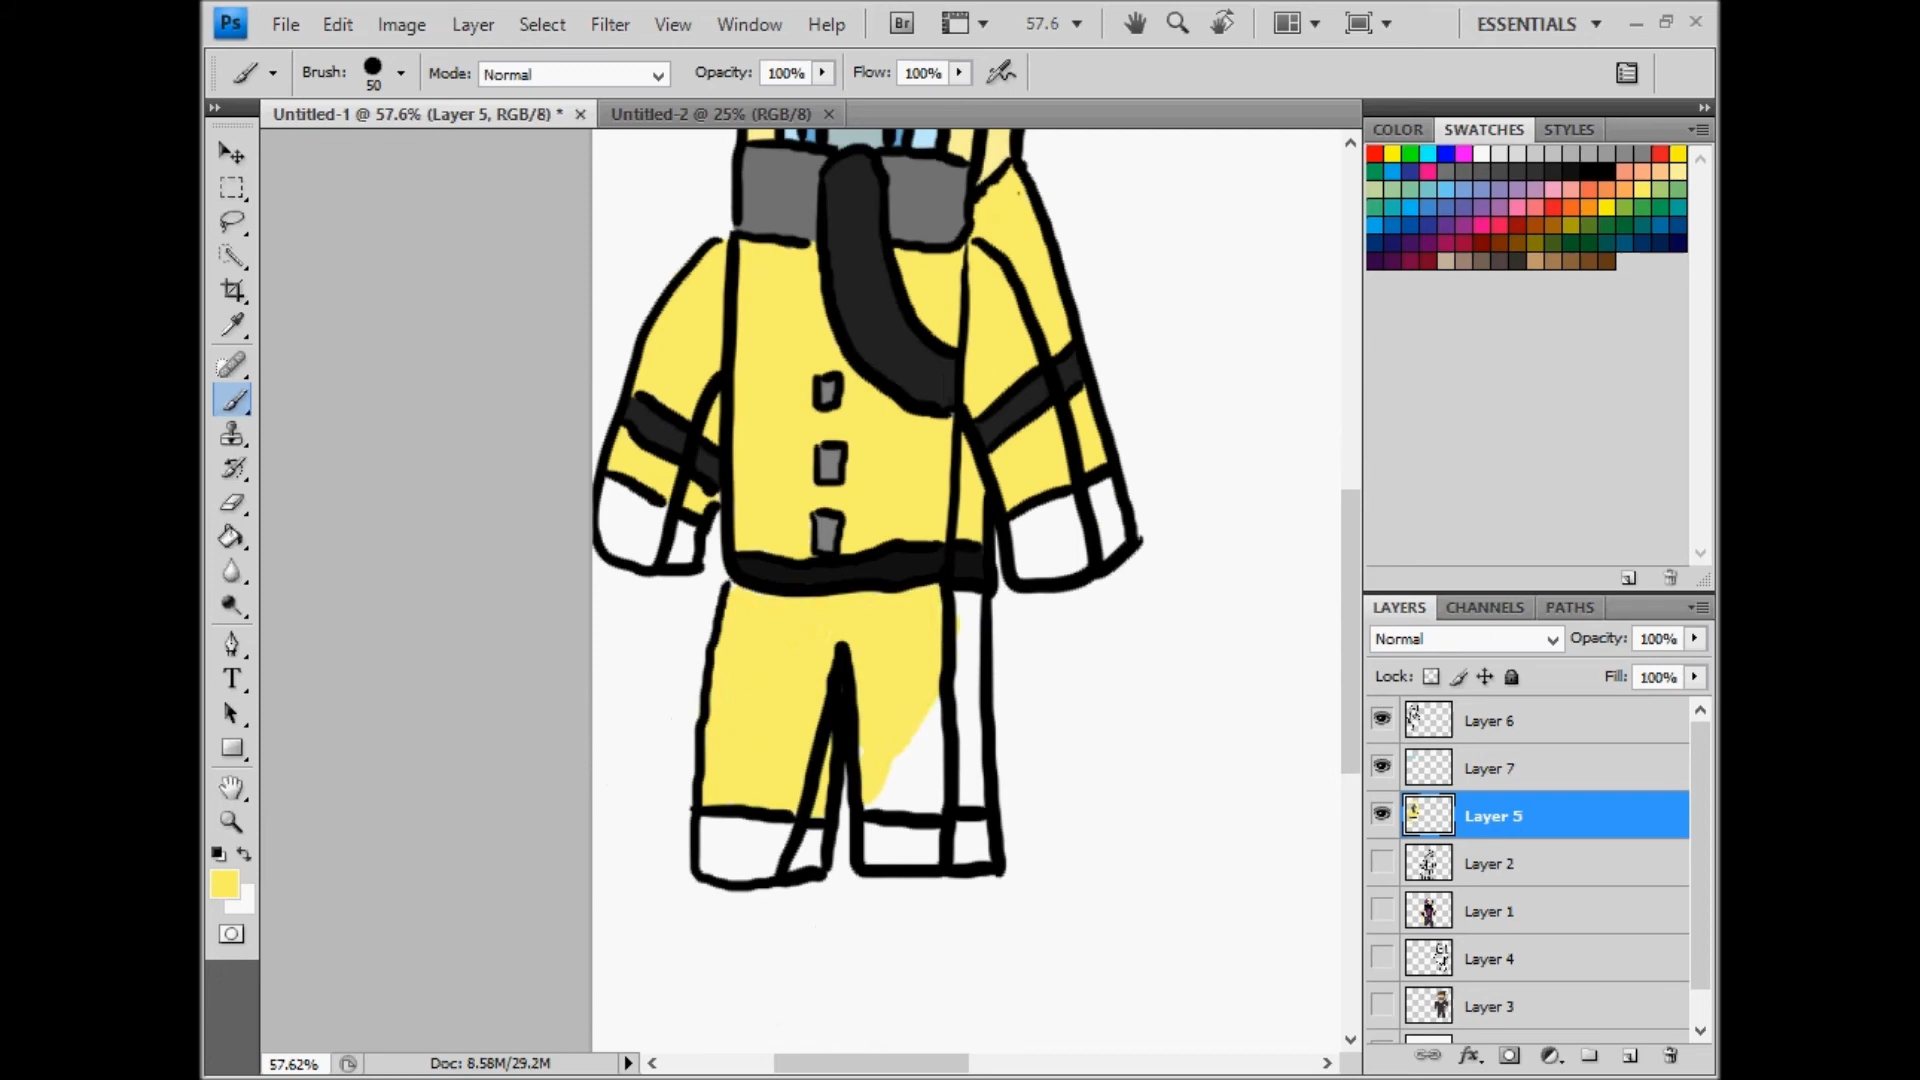 Ps File Edit Image Layer Select Filter View Window Help Br 57.6 ESSENTIALS
Brush: 50 Mode: Normal Opacity: 100% Flow: 100%
Untitled-1 @ 57.6% (Layer 5, RGB/8) * Untitled-2 @ 25% (RGB/8)
COLOR SWATCHES STYLES
LAYERS CHANNELS PATHS
Normal Opacity: 100%
Lock: Fill: 100%
Layer 6
Layer 7
Layer 5
Layer 2
Layer 1
Layer 4
Layer 3
57.62% Doc: 8.58M/29.2M